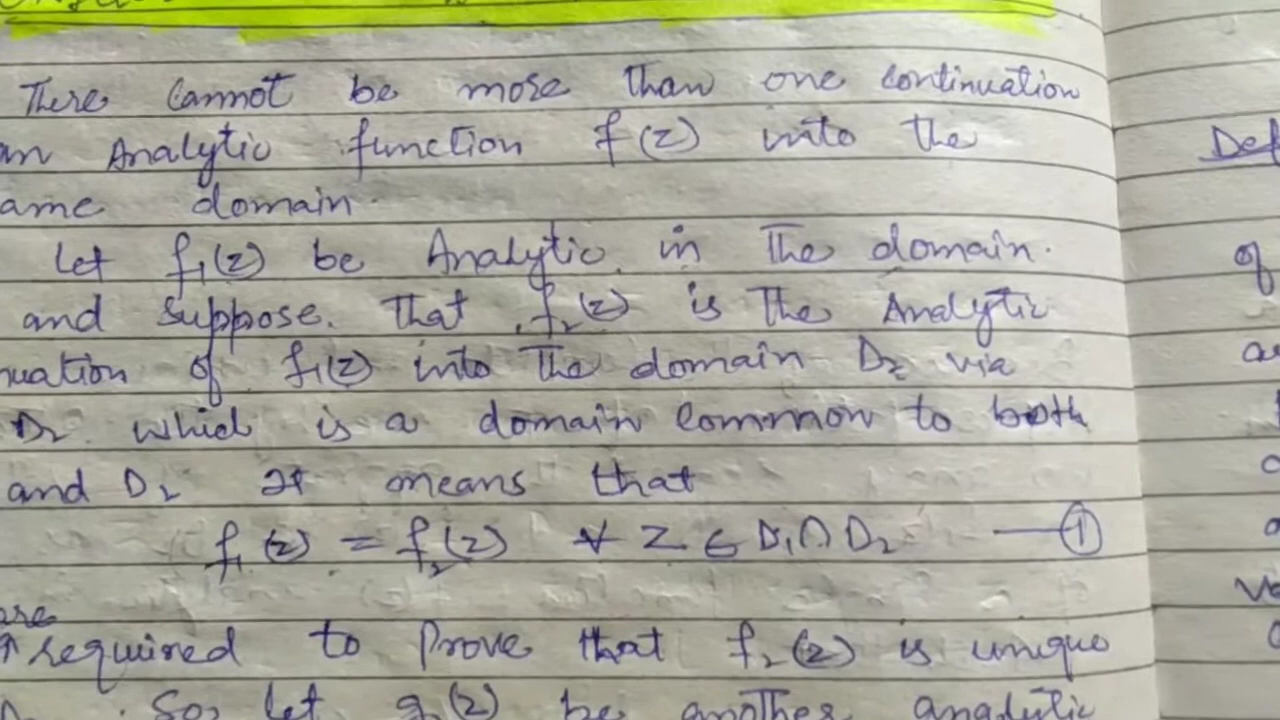 There cannot be more than one continuation
an Analytic function f(z) into the
ame domain.
Let f₁(z) be Analytic in the domain.
and suppose. that f₂(z) is the Analytic
nuation of f₁(z) into the domain D₂ via
D₂ which is a domain common to both
and D₂ It means that
f₁(z) = f₂(z) ∀ z ∈ D₁∩D₂ —①
are
required to prove that f₂(z) is unique
So, let g₂(z) be another analytic
Def
of